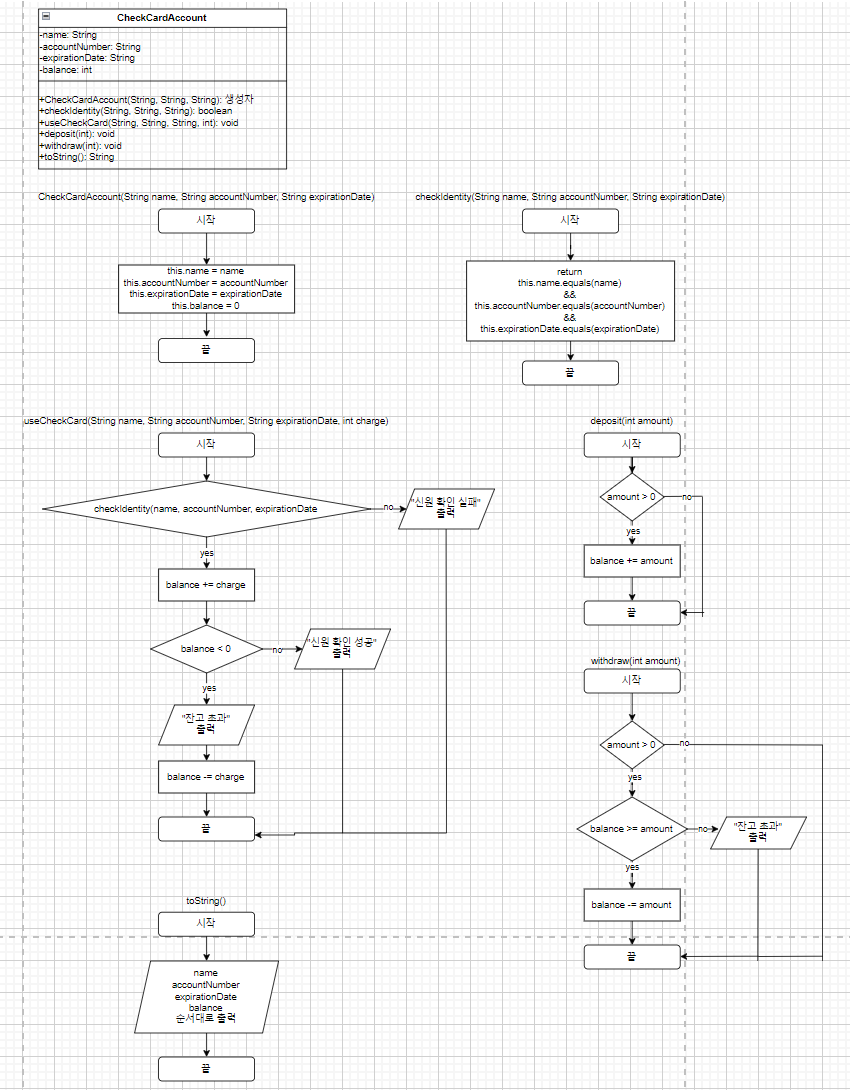 CheckCardAccount
-name: String
-accountNumber: String
-expirationDate: String
-balance: int
+CheckCardAccount(String, String, String): 생성자
+checkIdentity(String, String, String): boolean
+useCheckCard(String, String, String, int): void
+deposit(int): void
+withdraw(int): void
+toString(): String
CheckCardAccount(String name, String accountNumber, String expirationDate)
시작
this.name = name
this.accountNumber = accountNumber
this.expirationDate = expirationDate
this.balance = 0
끝
checkIdentity(String name, String accountNumber, String expirationDate)
시작
return
this.name.equals(name)
&&
this.accountNumber.equals(accountNumber)
&&
this.expirationDate.equals(expirationDate)
끝
useCheckCard(String name, String accountNumber, String expirationDate, int charge)
시작
checkIdentity(name, accountNumber, expirationDate
no
"신원 확인 실패"
출력
yes
balance += charge
balance < 0
no
"신원 확인 성공"
출력
yes
"잔고 초과"
출력
balance -= charge
끝
deposit(int amount)
시작
amount > 0
no
yes
balance += amount
끝
withdraw(int amount)
시작
amount > 0
no
yes
balance >= amount
no
"잔고 초과"
출력
yes
balance -= amount
끝
toString()
시작
name
accountNumber
expirationDate
balance
순서대로 출력
끝